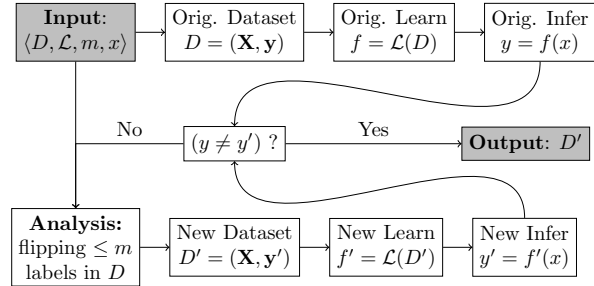 Input:
⟨D, ℒ, m, x⟩
Orig. Dataset
D = (X, y)
Orig. Learn
f = ℒ(D)
Orig. Infer
y = f(x)
No
(y ≠ y′) ?
Yes
Output: D′
Analysis:
flipping ≤ m
labels in D
New Dataset
D′ = (X, y′)
New Learn
f′ = ℒ(D′)
New Infer
y′ = f′(x)